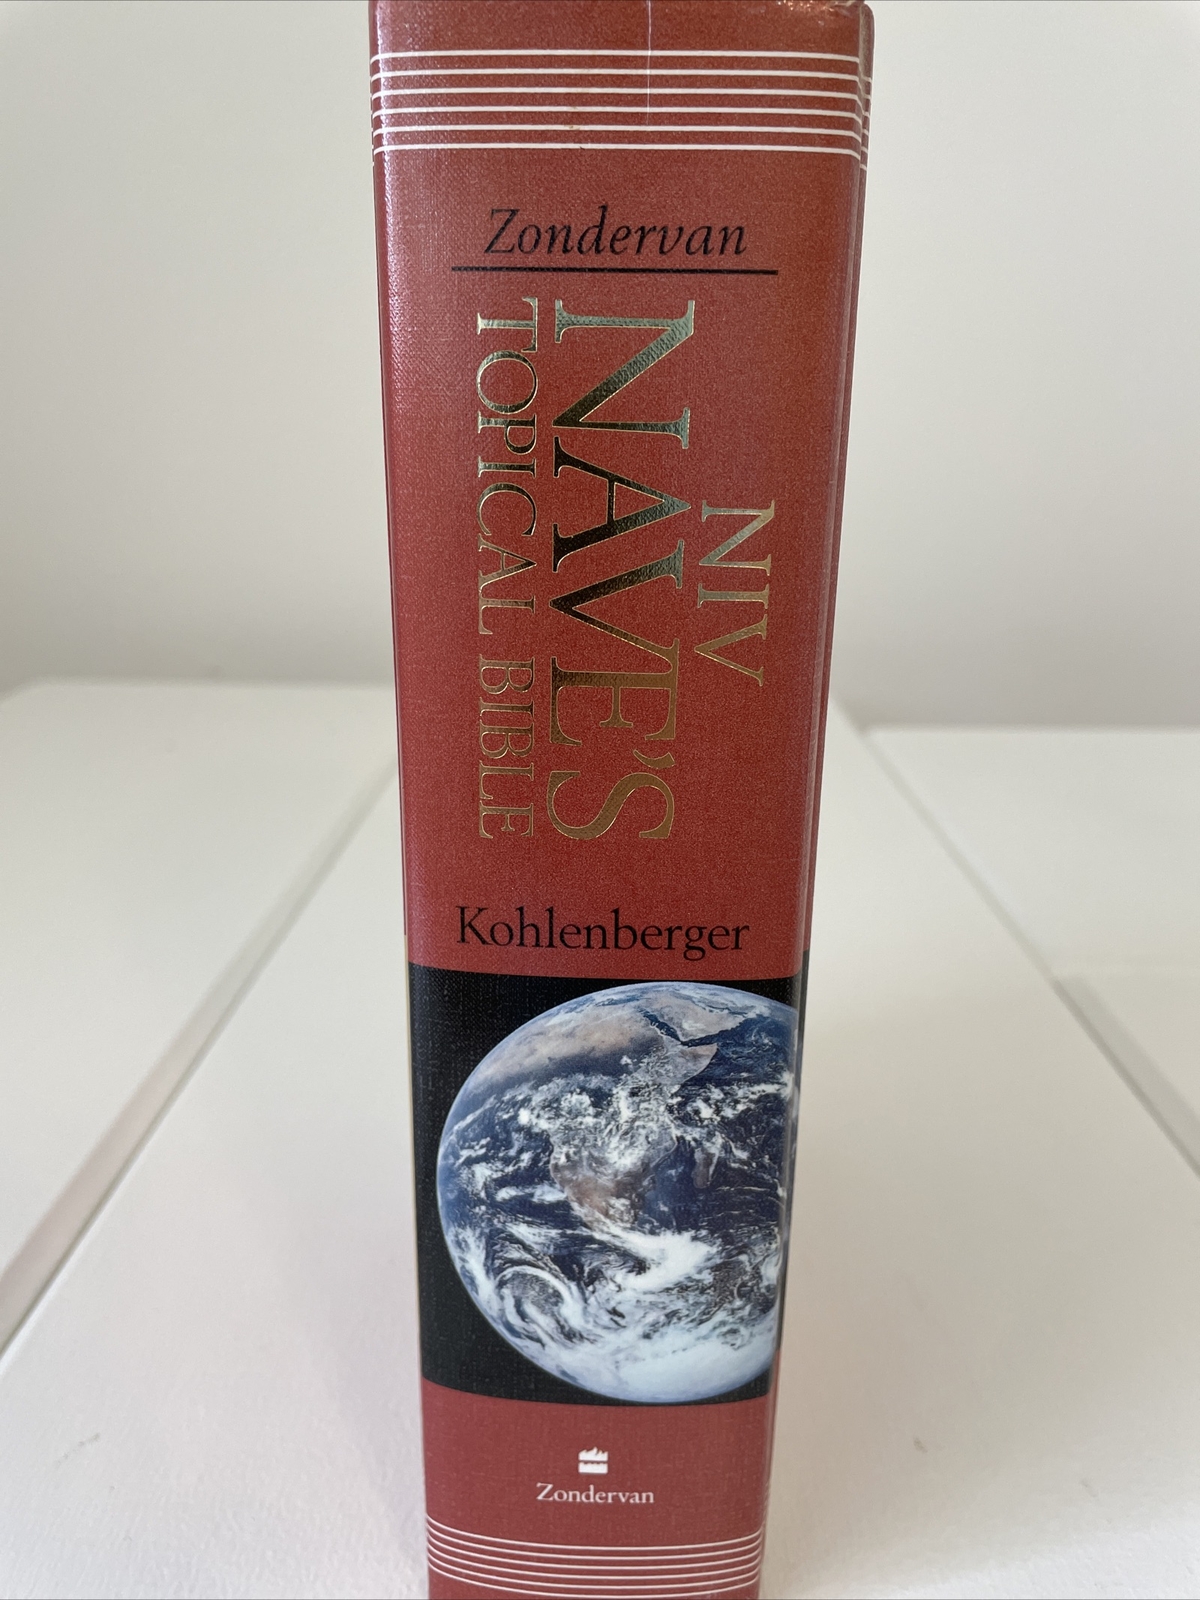 Zondervan
NIV
NAVE'S
TOPICAL BIBLE
Kohlenberger
Zondervan